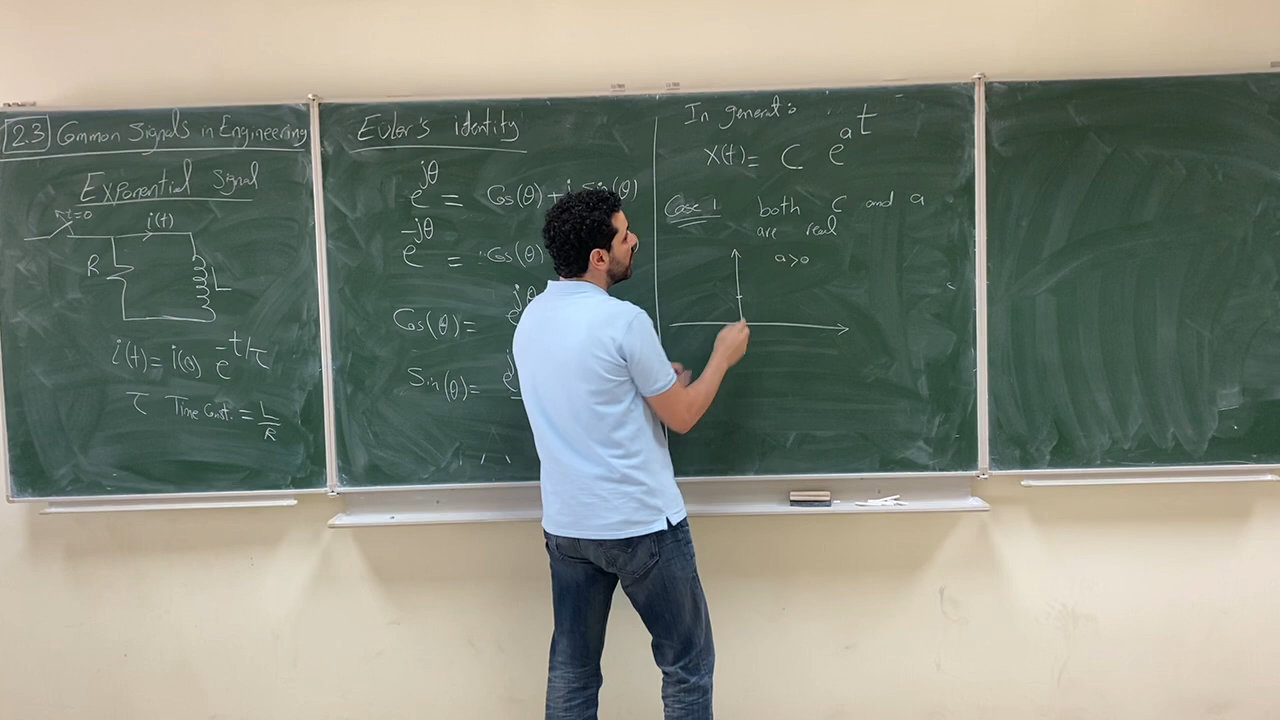 2.3 Common Signals in Engineering
Exponential Signal
t=0
i(t)
R
L
i(t) = i(0) e^{-t/τ}
τ Time Const. = L/R
Euler's identity
e^{jθ} = Cos(θ) + j Sin(θ)
e^{-jθ} = Cos(θ)
Cos(θ) = e^{jθ}
Sin(θ) = e^{j
In general:
X(t) = C e^{at}
Case 1 both C and a
are real
a>0